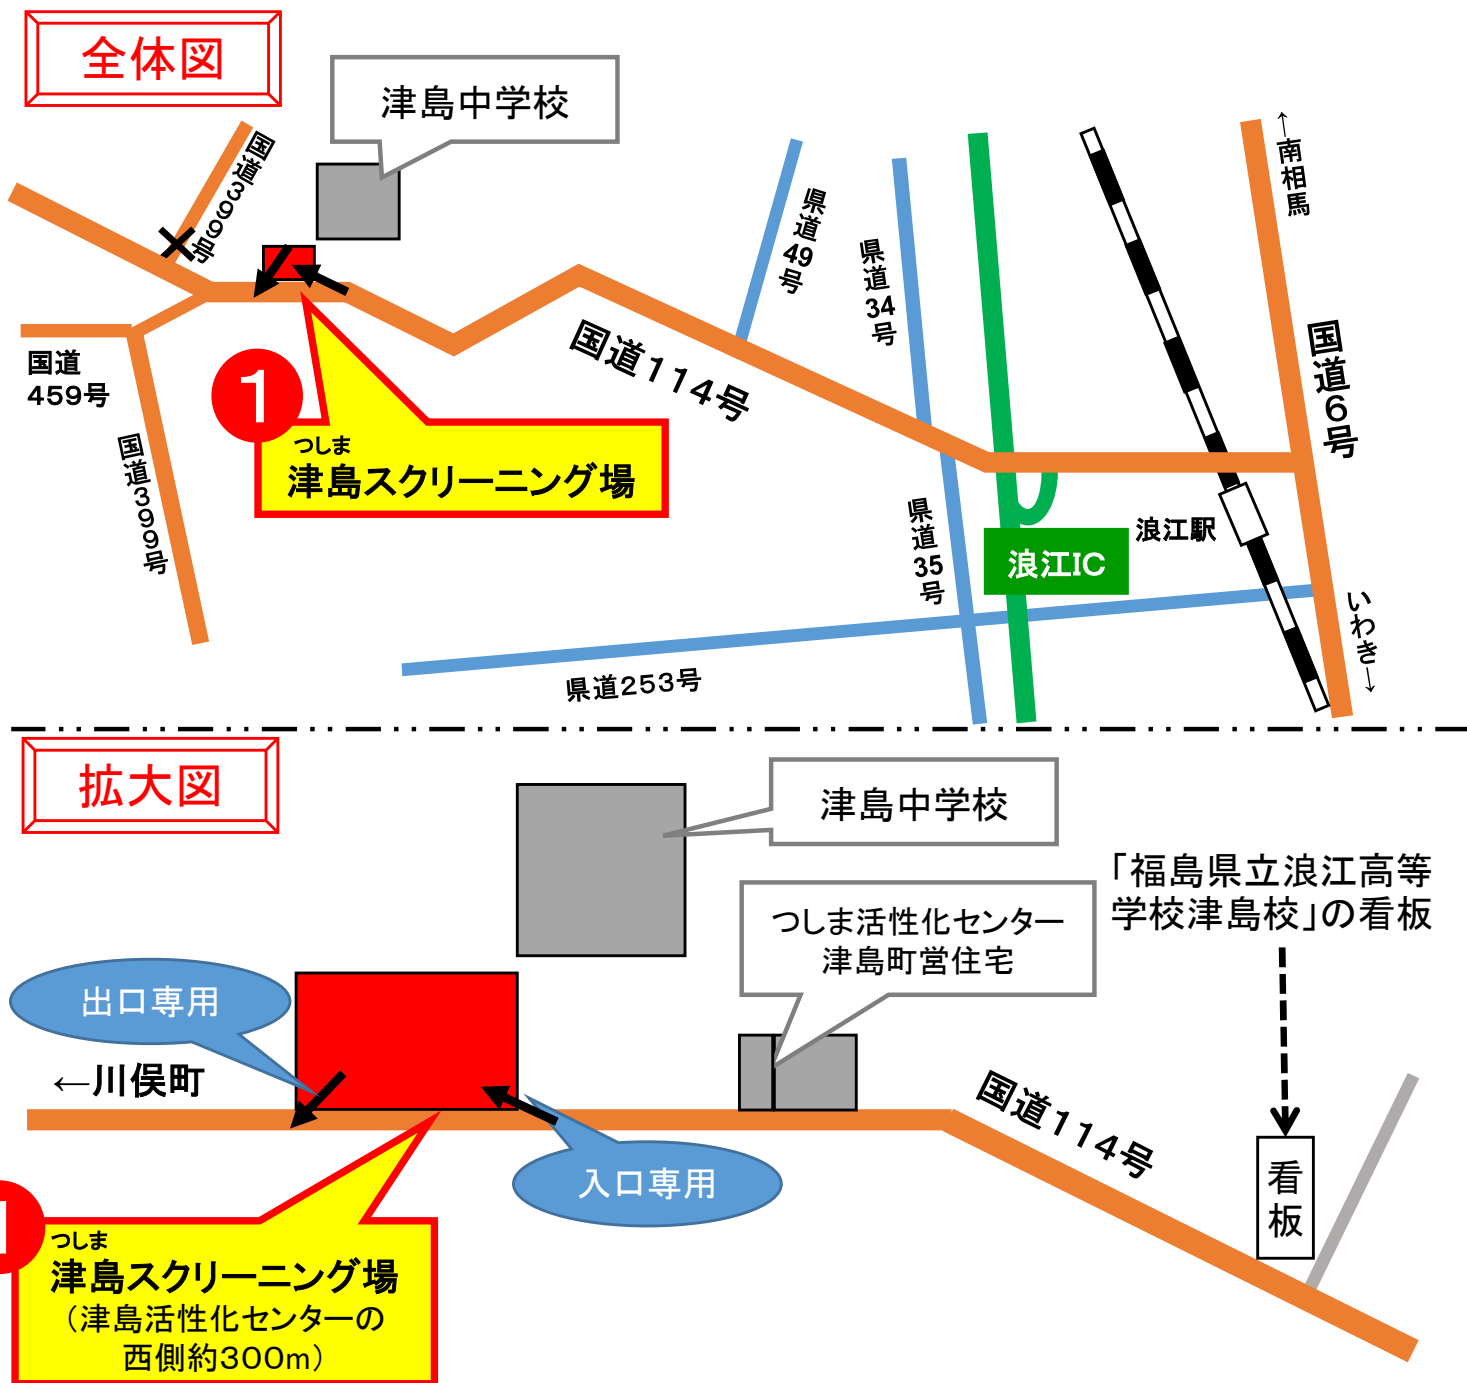 全体図
津島中学校
国道399号
←南相馬
県道49号
県道34号
国道6号
国道114号
国道
459号
1
つしま
津島スクリーニング場
国道399号
県道35号
浪江駅
浪江IC
いわき→
県道253号
拡大図
津島中学校
「福島県立浪江高等
学校津島校」の看板
つしま活性化センター
津島町営住宅
出口専用
←川俣町
国道114号
入口専用
看
板
1
つしま
津島スクリーニング場
（津島活性化センターの
西側約300m）